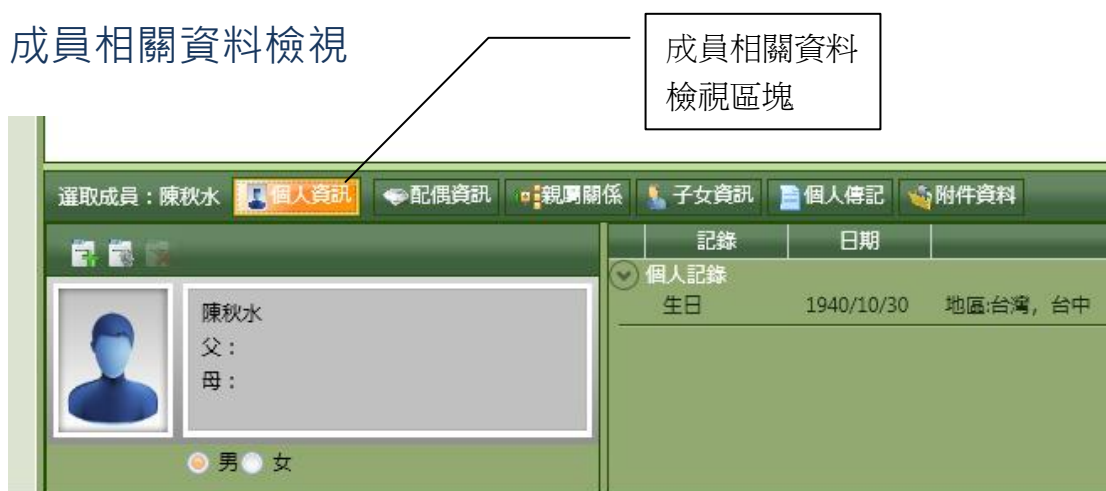 成員相關資料檢視
成員相關資料
檢視區塊
選取成員：陳秋水 個人資訊 配偶資訊 親屬關係 子女資訊 個人傳記 附件資料
記錄 日期
個人記錄
生日 1940/10/30 地區:台灣, 台中
陳秋水
父：
母：
男 女